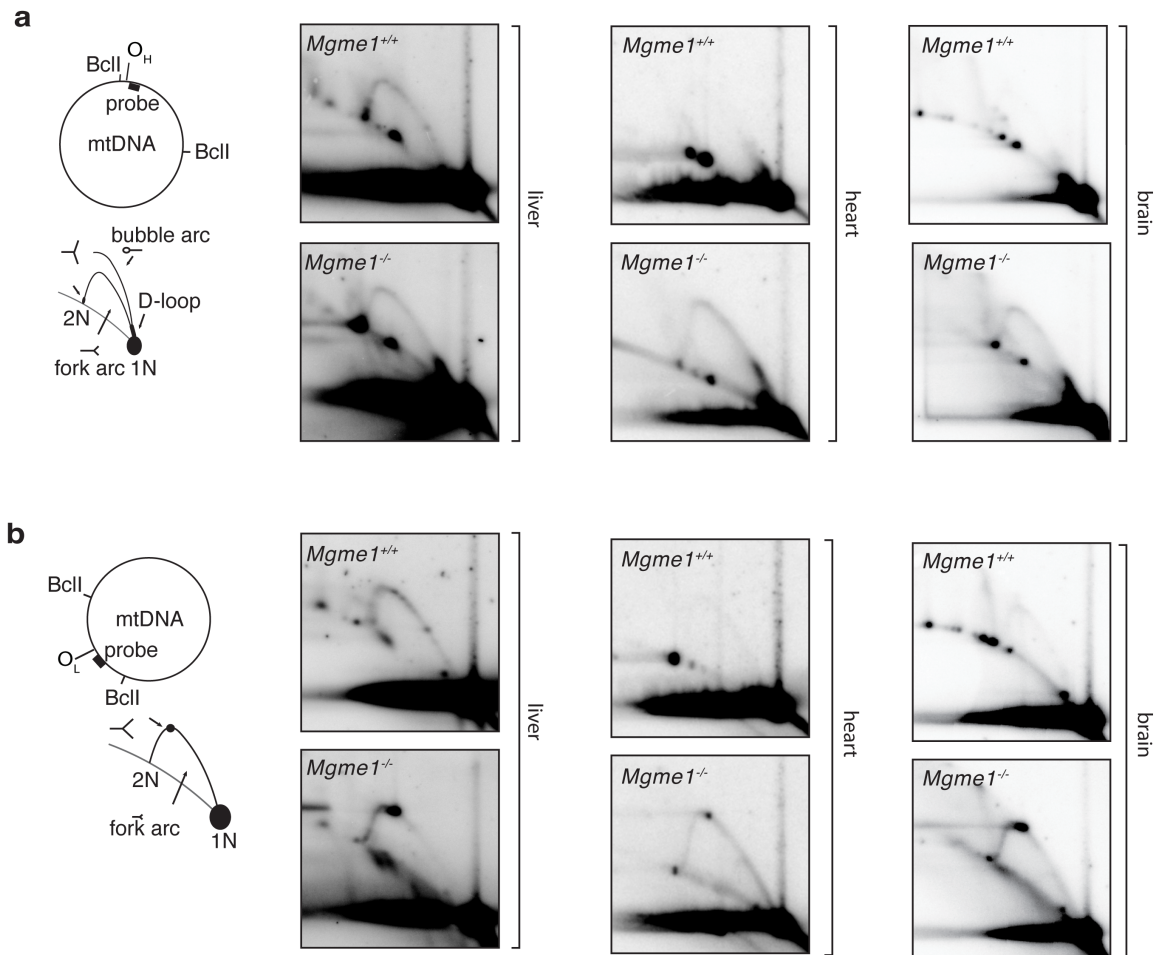 a
BclI
O
H
probe
mtDNA
BclI
bubble arc
D-loop
2N
fork arc 1N
Mgme1+/+
Mgme1-/-
liver
Mgme1+/+
Mgme1-/-
heart
Mgme1+/+
Mgme1-/-
brain
b
BclI
mtDNA
probe
O
L
BclI
2N
fork arc
1N
Mgme1+/+
Mgme1-/-
liver
Mgme1+/+
Mgme1-/-
heart
Mgme1+/+
Mgme1-/-
brain